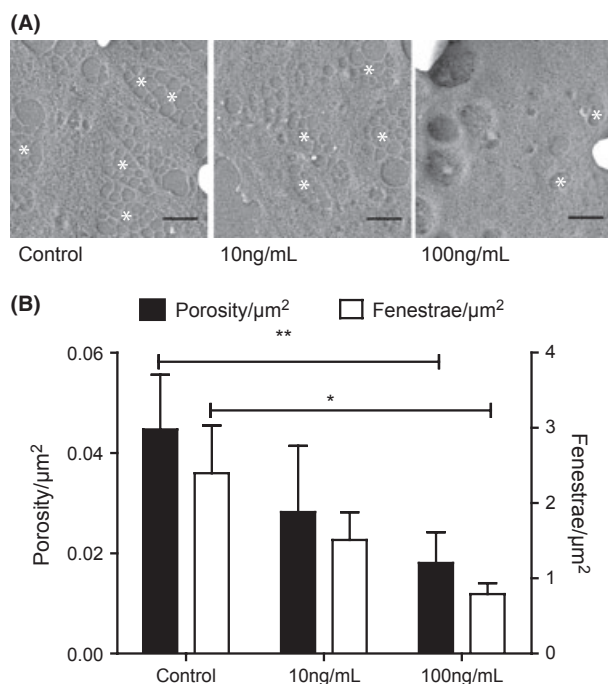 (A)
* * * * *
* * * *
* *
Control 10ng/mL 100ng/mL
(B)
Porosity/µm² Fenestrae/µm²
**
*
0.06
0.04
0.02
0.00
Porosity/µm²
4
3
2
1
0
Fenestrae/µm²
Control 10ng/mL 100ng/mL